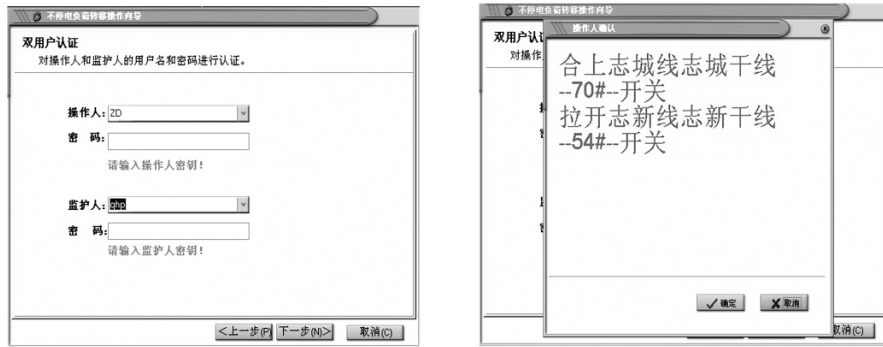 不停电负荷转移操作向导
双用户认证
对操作人和监护人的用户名和密码进行认证。
操作人: ZD
密 码:
请输入操作人密钥!
监护人: ghp
密 码:
请输入监护人密钥!
<上一步(P) 下一步(N)> 取消(C)
不停电负荷转移操作向导
操作人确认
双用户认
对操作
合上志城线志城干线
--70#--开关
拉开志新线志新干线
--54#--开关
确定 取消
取消(C)